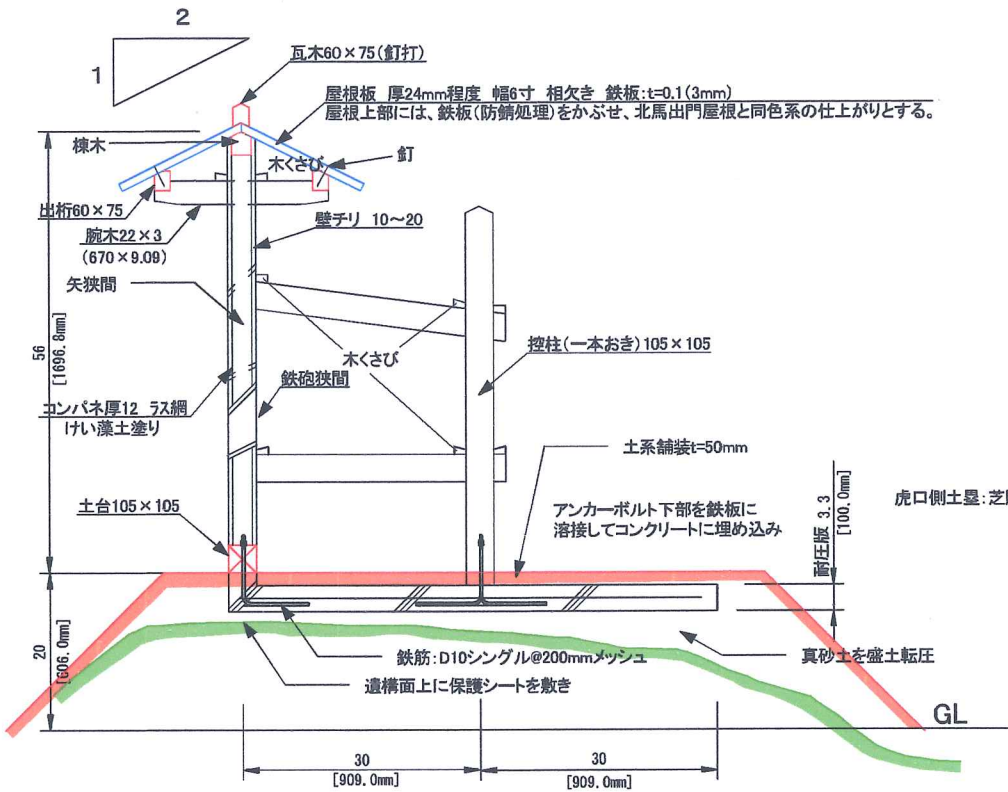 2
1
瓦木60×75(釘打)
屋根板 厚24mm程度 幅6寸 相欠き 鉄板:t=0.1(3mm)
屋根上部には、鉄板(防錆処理)をかぶせ、北馬出門屋根と同色系の仕上がりとする。
棟木
木くさび
釘
出桁60×75
腕木22×3
(670×9.09)
壁チリ 10～20
矢狭間
56
[1696.8mm]
木くさび
控柱(一本おき)105×105
鉄砲狭間
コンパネ厚12 ラス網
けい藻土塗り
土系舗装t=50mm
土台105×105
アンカーボルト下部を鉄板に
溶接してコンクリートに埋め込み
耐圧版 3.3
[100.0mm]
虎口側土塁:芝
20
[606.0mm]
鉄筋:D10シングル@200mmメッシュ
真砂土を盛土転圧
遺構面上に保護シートを敷き
GL
30
[909.0mm]
30
[909.0mm]